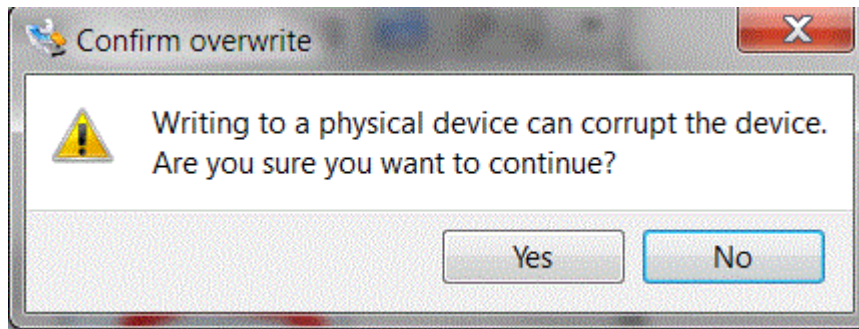 Confirm overwrite
Writing to a physical device can corrupt the device.
Are you sure you want to continue?
Yes
No